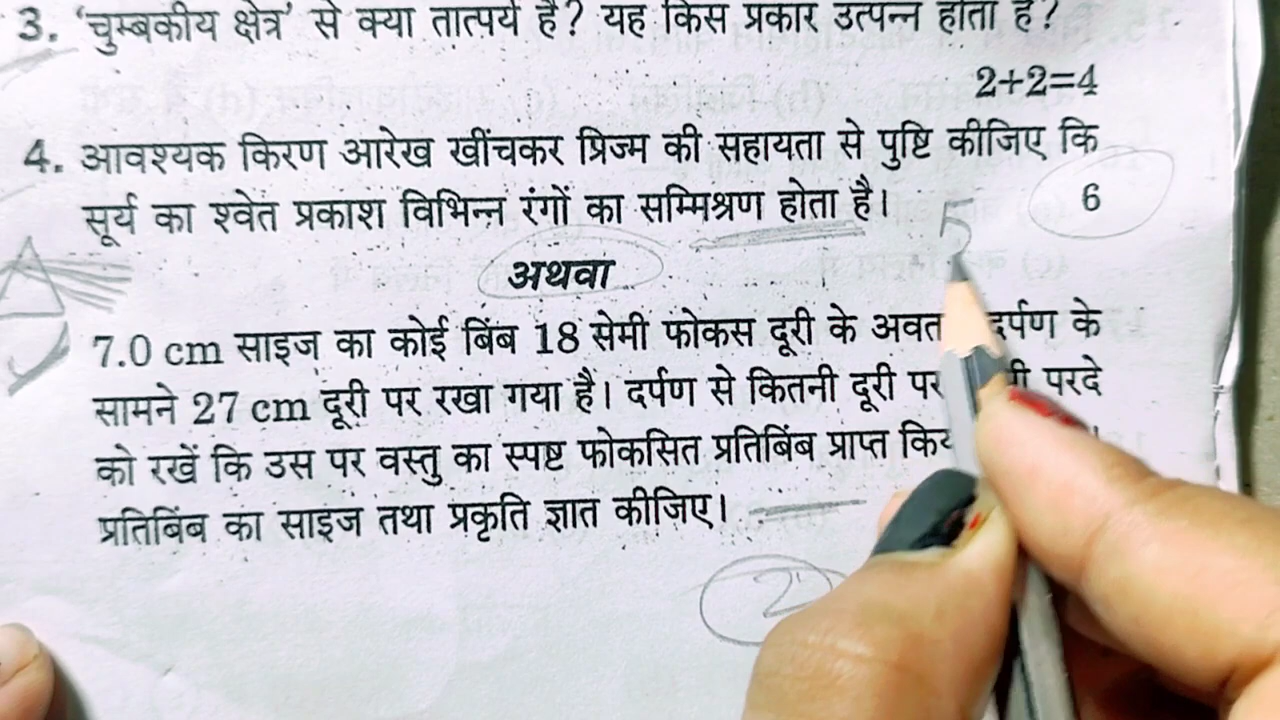 3. 'चुम्बकीय क्षेत्र' से क्या तात्पर्य है? यह किस प्रकार उत्पन्न होता है?
2+2=4
4. आवश्यक किरण आरेख खींचकर प्रिज्म की सहायता से पुष्टि कीजिए कि
सूर्य का श्वेत प्रकाश विभिन्न रंगों का सम्मिश्रण होता है। 6
5
अथवा
7.0 cm साइज का कोई बिंब 18 सेमी फोकस दूरी के दर्पण के
सामने 27 cm दूरी पर रखा गया है। दर्पण से कितनी दूरी पर परदे
को रखें कि उस पर वस्तु का स्पष्ट फोकसित प्रतिबिंब प्राप्त
प्रतिबिंब का साइज तथा प्रकृति ज्ञात कीजिए।
2